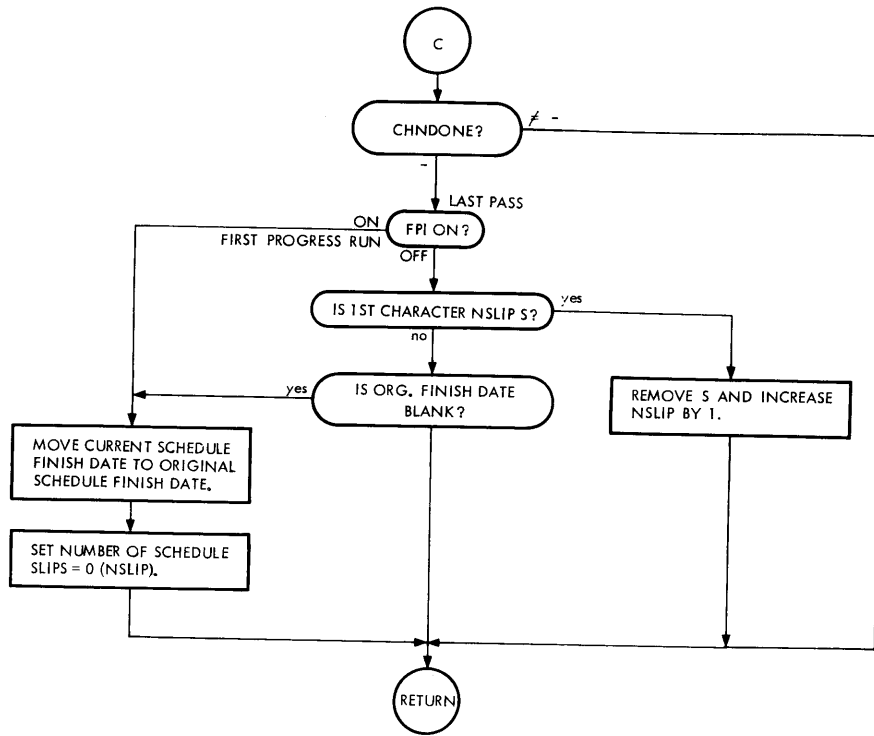 C
CHNDONE?
≠ -
-
LAST PASS
ON
FPI ON?
FIRST PROGRESS RUN
OFF
IS 1ST CHARACTER NSLIP S?
yes
no
yes
IS ORG. FINISH DATE
BLANK?
REMOVE S AND INCREASE
NSLIP BY 1.
MOVE CURRENT SCHEDULE
FINISH DATE TO ORIGINAL
SCHEDULE FINISH DATE.
SET NUMBER OF SCHEDULE
SLIPS = 0 (NSLIP).
RETURN